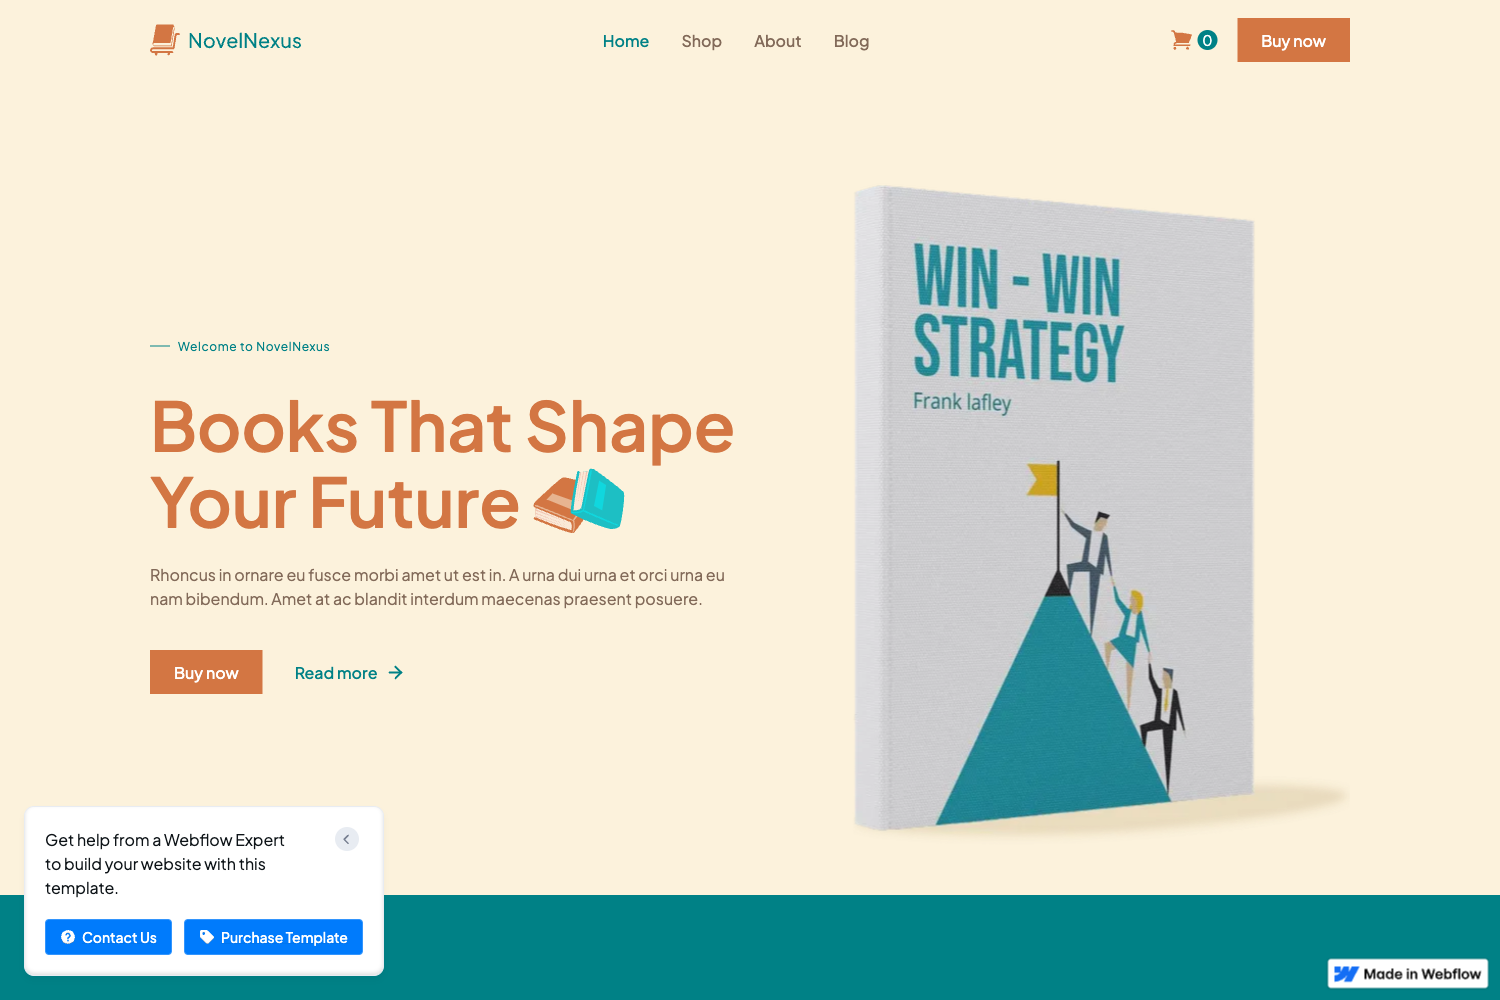 NovelNexus
Home
Shop
About
Blog
0
Buy now
Welcome to NovelNexus
Books That Shape
Your Future
Rhoncus in ornare eu fusce morbi amet ut est in. A urna dui urna et orci urna eu
nam bibendum. Amet at ac blandit interdum maecenas praesent posuere.
Buy now
Read more
WIN - WIN
STRATEGY
Frank lafley
Get help from a Webflow Expert
to build your website with this
template.
Contact Us
Purchase Template
Made in Webflow